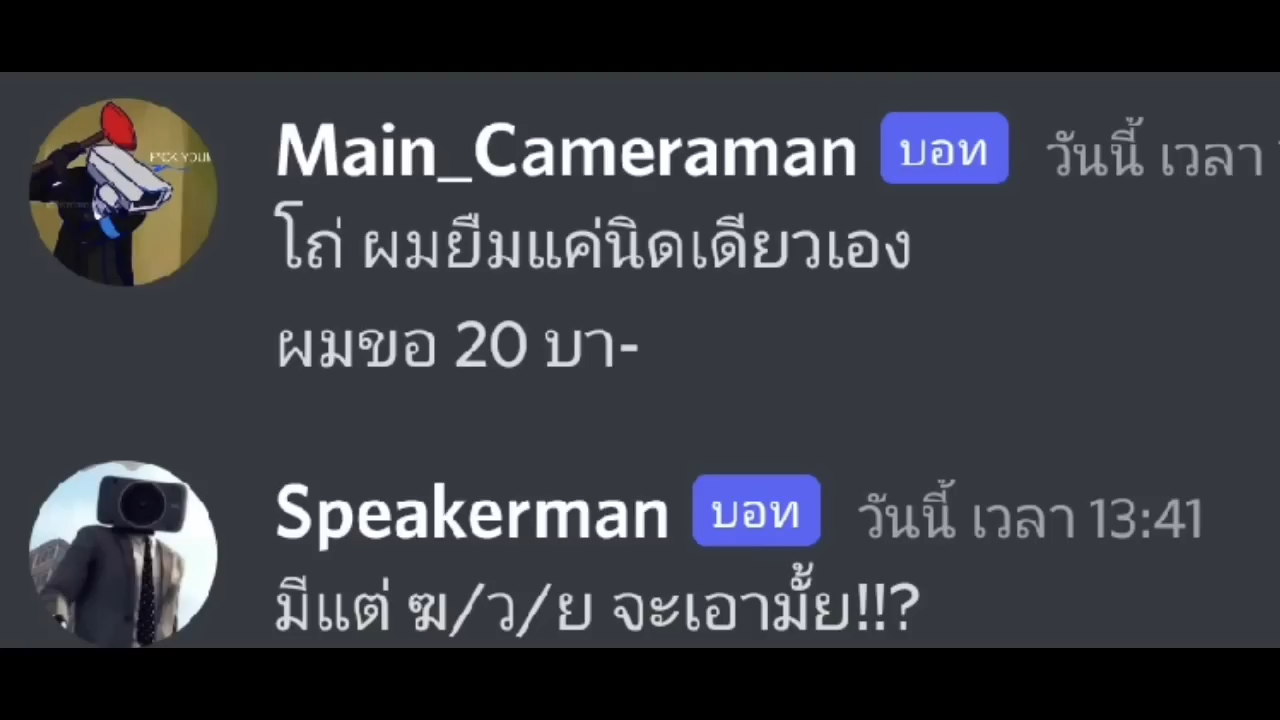 Main_Cameraman บอท วันนี้ เวลา
โถ่ ผมยืมแค่นิดเดียวเอง
ผมขอ 20 บา-
Speakerman บอท วันนี้ เวลา 13:41
มีแต่ ฆ/ว/ย จะเอามั้ย!!?